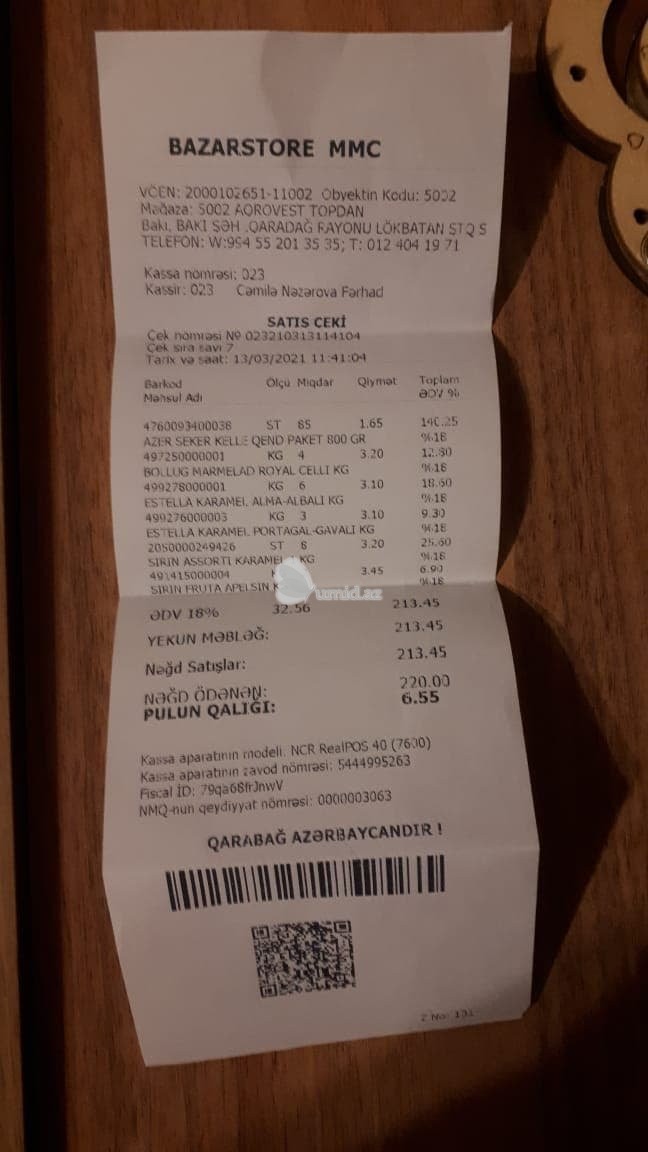 BAZARSTORE MMC
VÖEN: 2000102651-11002 Obyektin Kodu: 5002
Mağaza: 5002 AQROVEST TOPDAN
Bakı, BAKI ŞƏH .QARADAĞ RAYONU LÖKBATAN ŞTQ S
TELEFON: W:994 55 201 35 35; T: 012 404 19 71
Kassa nömrəsi: 023
Kassir: 023 Cəmilə Nəzərova Fərhad
SATIŞ ÇEKİ
Çek nömrəsi № 023210313114104
Çek sıra sayı 7
Tarix və saat: 13/03/2021 11:41:04
Barkod Ölçü Miqdar Qiymət Toplam
Məhsul Adı ƏDV %
4760093400038 ST 85 1.65 140.25
AZER SEKER KELLE QEND PAKET 800 GR %18
497250000001 KG 4 3.20 12.80
BOLLUG MARMELAD ROYAL CELLI KG %18
499278000001 KG 6 3.10 18.60
ESTELLA KARAMEL ALMA-ALBALI KG %18
499276000003 KG 3 3.10 9.30
ESTELLA KARAMEL PORTAGAL-GAVALI KG %18
2050000249426 ST 8 3.20 25.60
SIRIN ASSORTI KARAMEL KG %18
491415000004 3.45 6.90
SIRIN FRUTA APELSIN %18
umid.az
ƏDV 18% 32.56 213.45
YEKUN MƏBLƏĞ: 213.45
Nəğd Satışlar: 213.45
NƏĞD ÖDƏNƏN: 220.00
PULUN QALIĞI: 6.55
Kassa aparatının modeli: NCR RealPOS 40 (7600)
Kassa aparatının zavod nömrəsi: 5444995263
Fiscal İD: 79qa68frJnwV
NMQ-nun qeydiyyat nömrəsi: 0000003063
QARABAĞ AZƏRBAYCANDIR !
Z No: 131